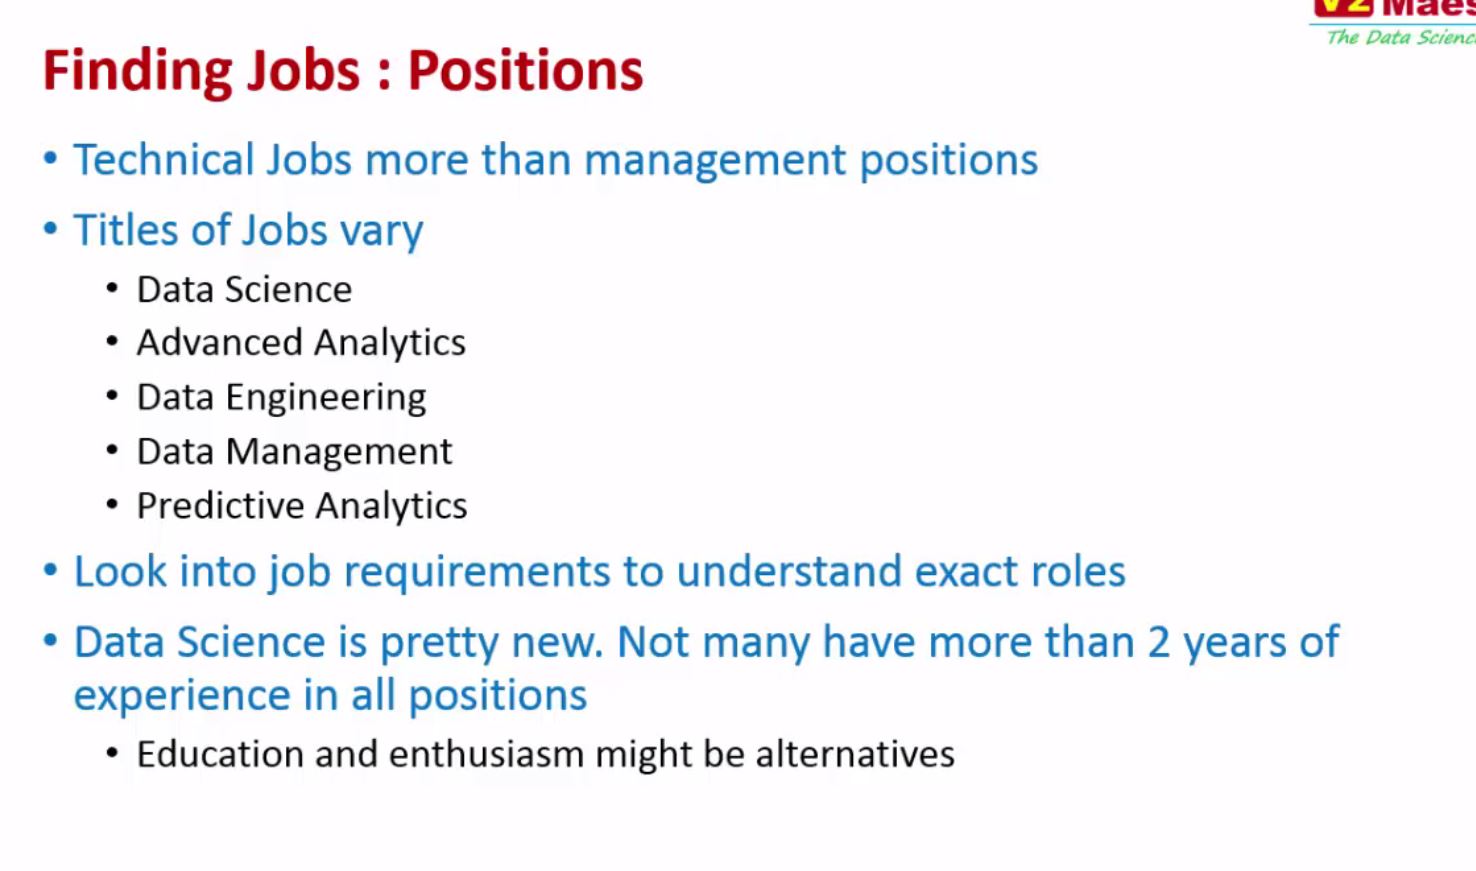 V2 Maes
The Data Scienc
Finding Jobs : Positions
• Technical Jobs more than management positions
• Titles of Jobs vary
• Data Science
• Advanced Analytics
• Data Engineering
• Data Management
• Predictive Analytics
• Look into job requirements to understand exact roles
• Data Science is pretty new. Not many have more than 2 years of
experience in all positions
• Education and enthusiasm might be alternatives